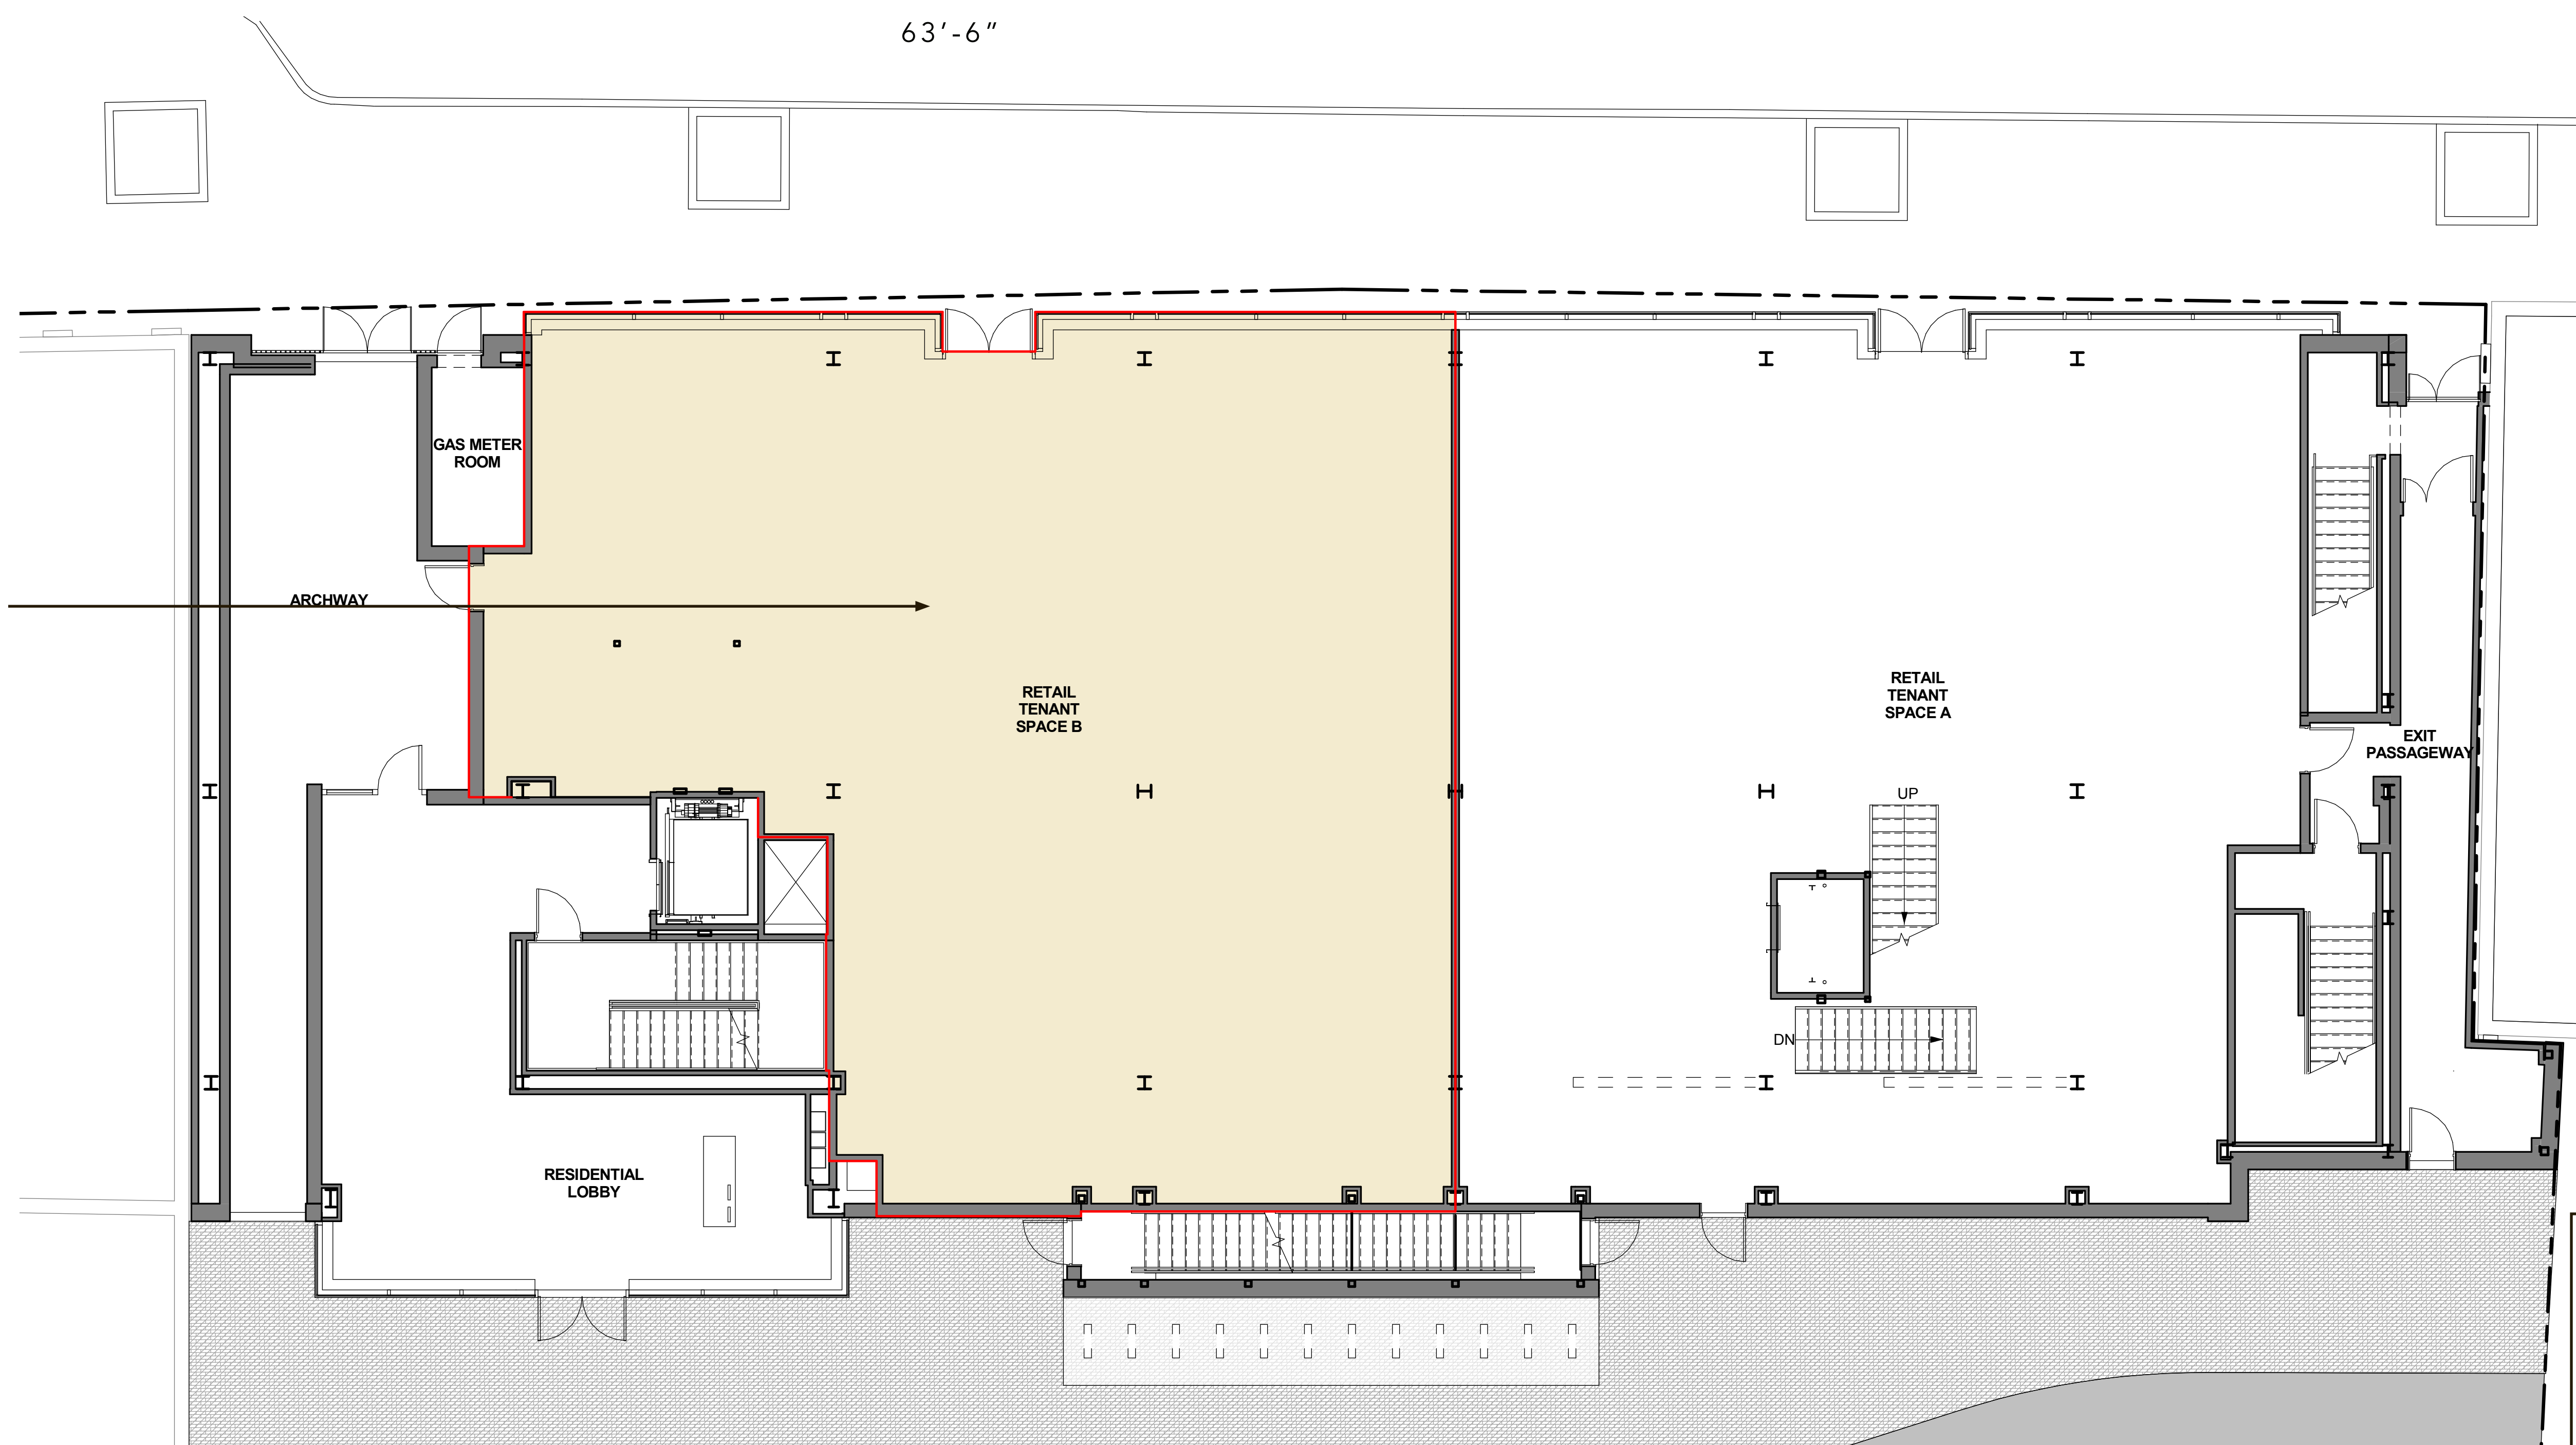 63'-6"
GAS METER
ROOM
ARCHWAY
RETAIL
TENANT
SPACE B
RETAIL
TENANT
SPACE A
EXIT
PASSAGEWAY
UP
DN
RESIDENTIAL
LOBBY